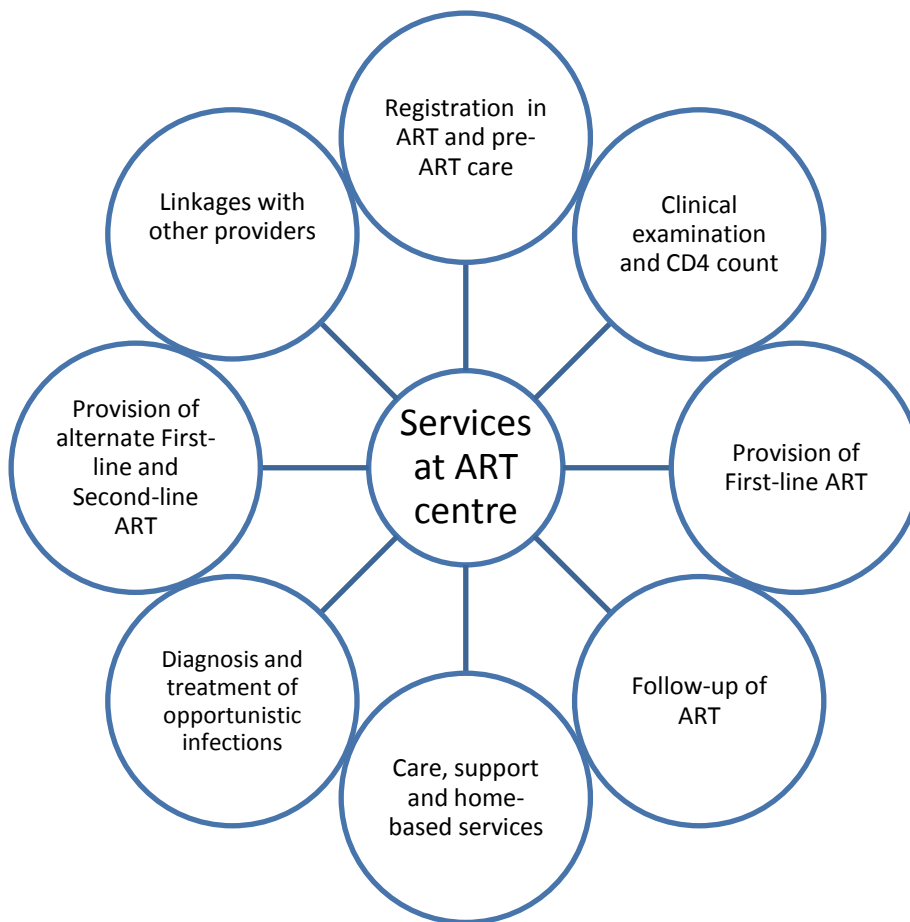 Registration in
ART and pre-
ART care
Clinical
examination
and CD4 count
Provision of
First-line ART
Follow-up of
ART
Care, support
and home-
based services
Diagnosis and
treatment of
opportunistic
infections
Provision of
alternate First-
line and
Second-line
ART
Linkages with
other providers
Services
at ART
centre